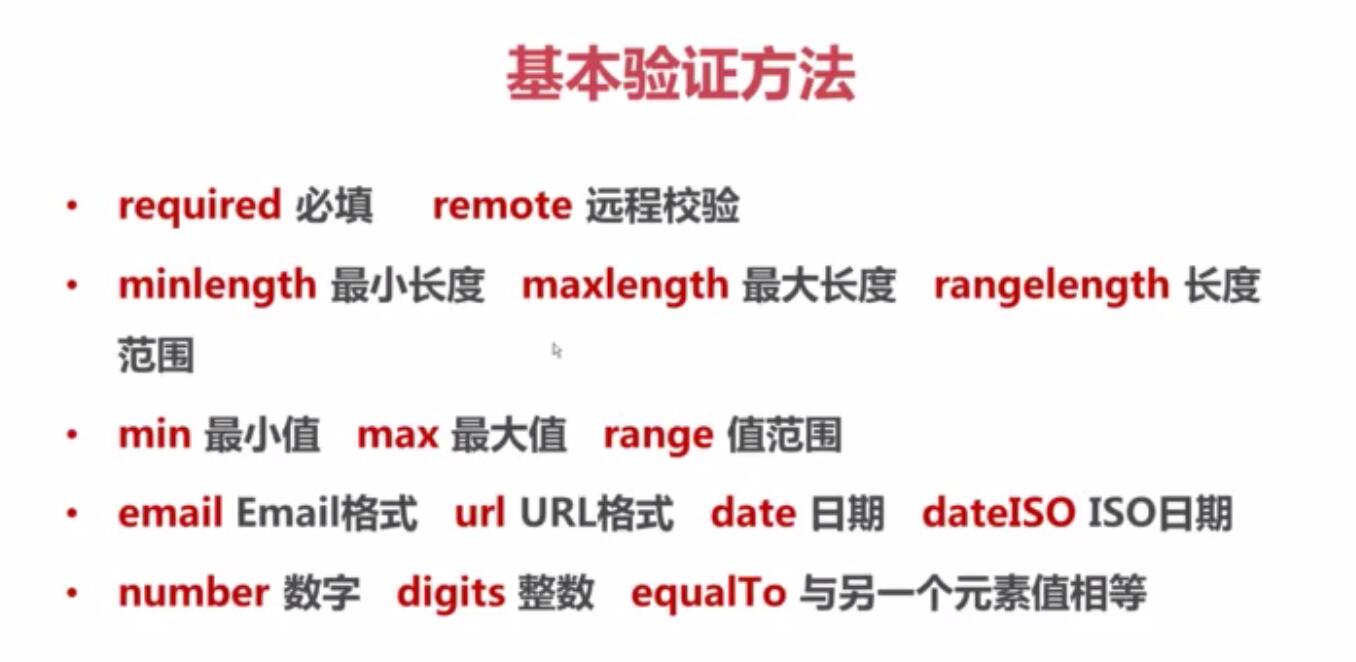 基本验证方法
• required 必填 remote 远程校验
• minlength 最小长度 maxlength 最大长度 rangelength 长度
范围
• min 最小值 max 最大值 range 值范围
• email Email格式 url URL格式 date 日期 dateISO ISO日期
• number 数字 digits 整数 equalTo 与另一个元素值相等